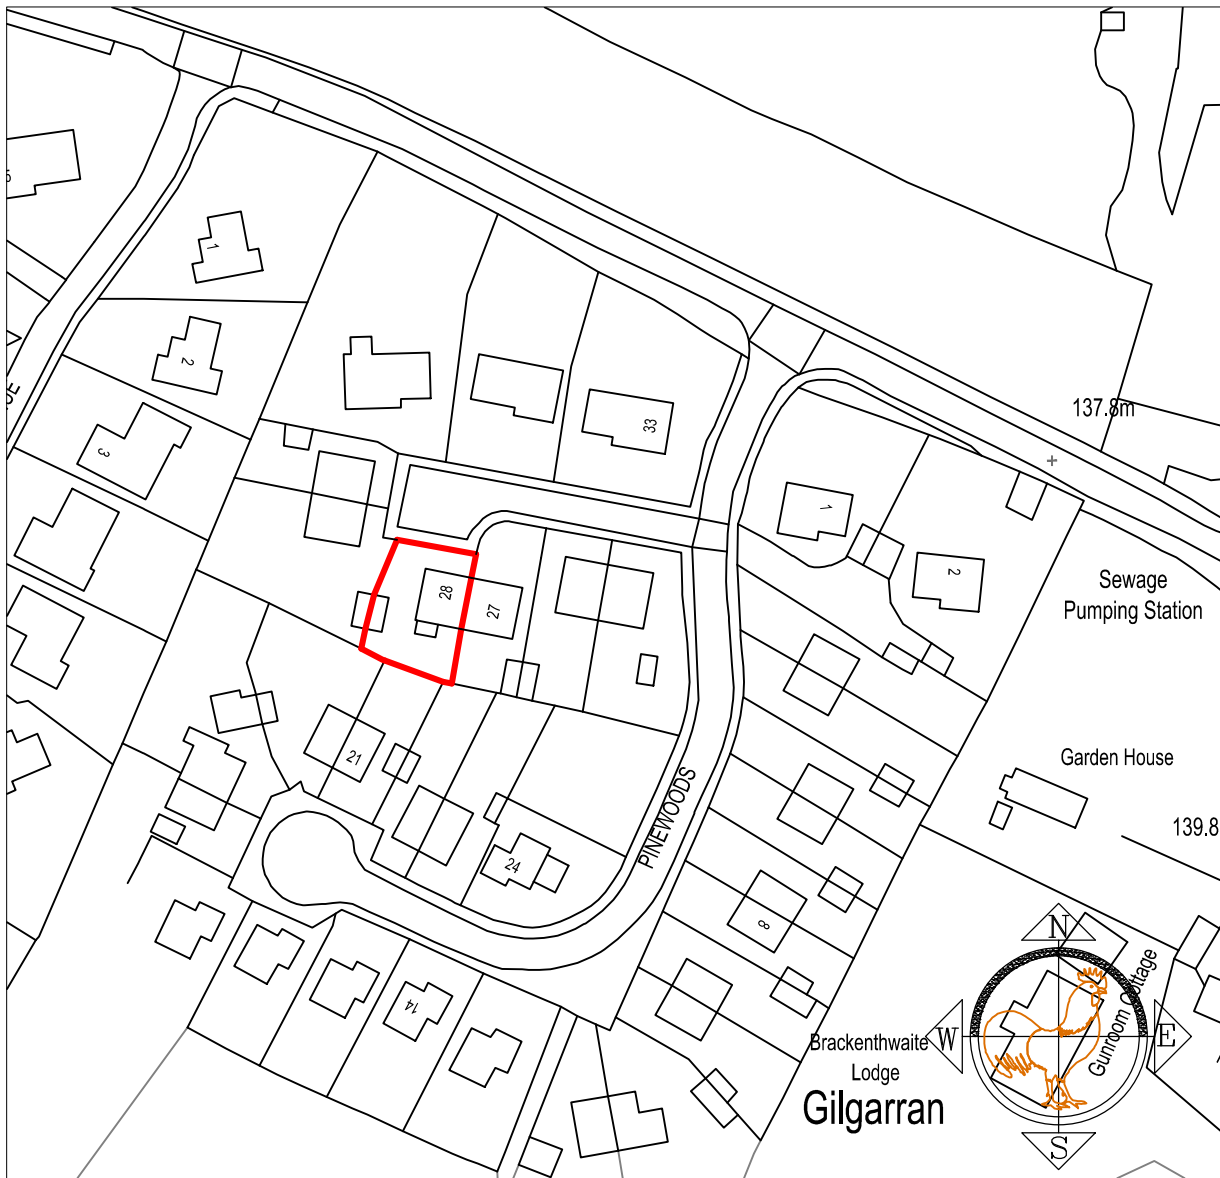 1
2
3
33
137.8m
1
2
Sewage
Pumping Station
28
27
21
Garden House
139.8
PINEWOODS
24
8
14
N
W
E
S
Gunroom Cottage
Brackenthwaite
Lodge
Gilgarran